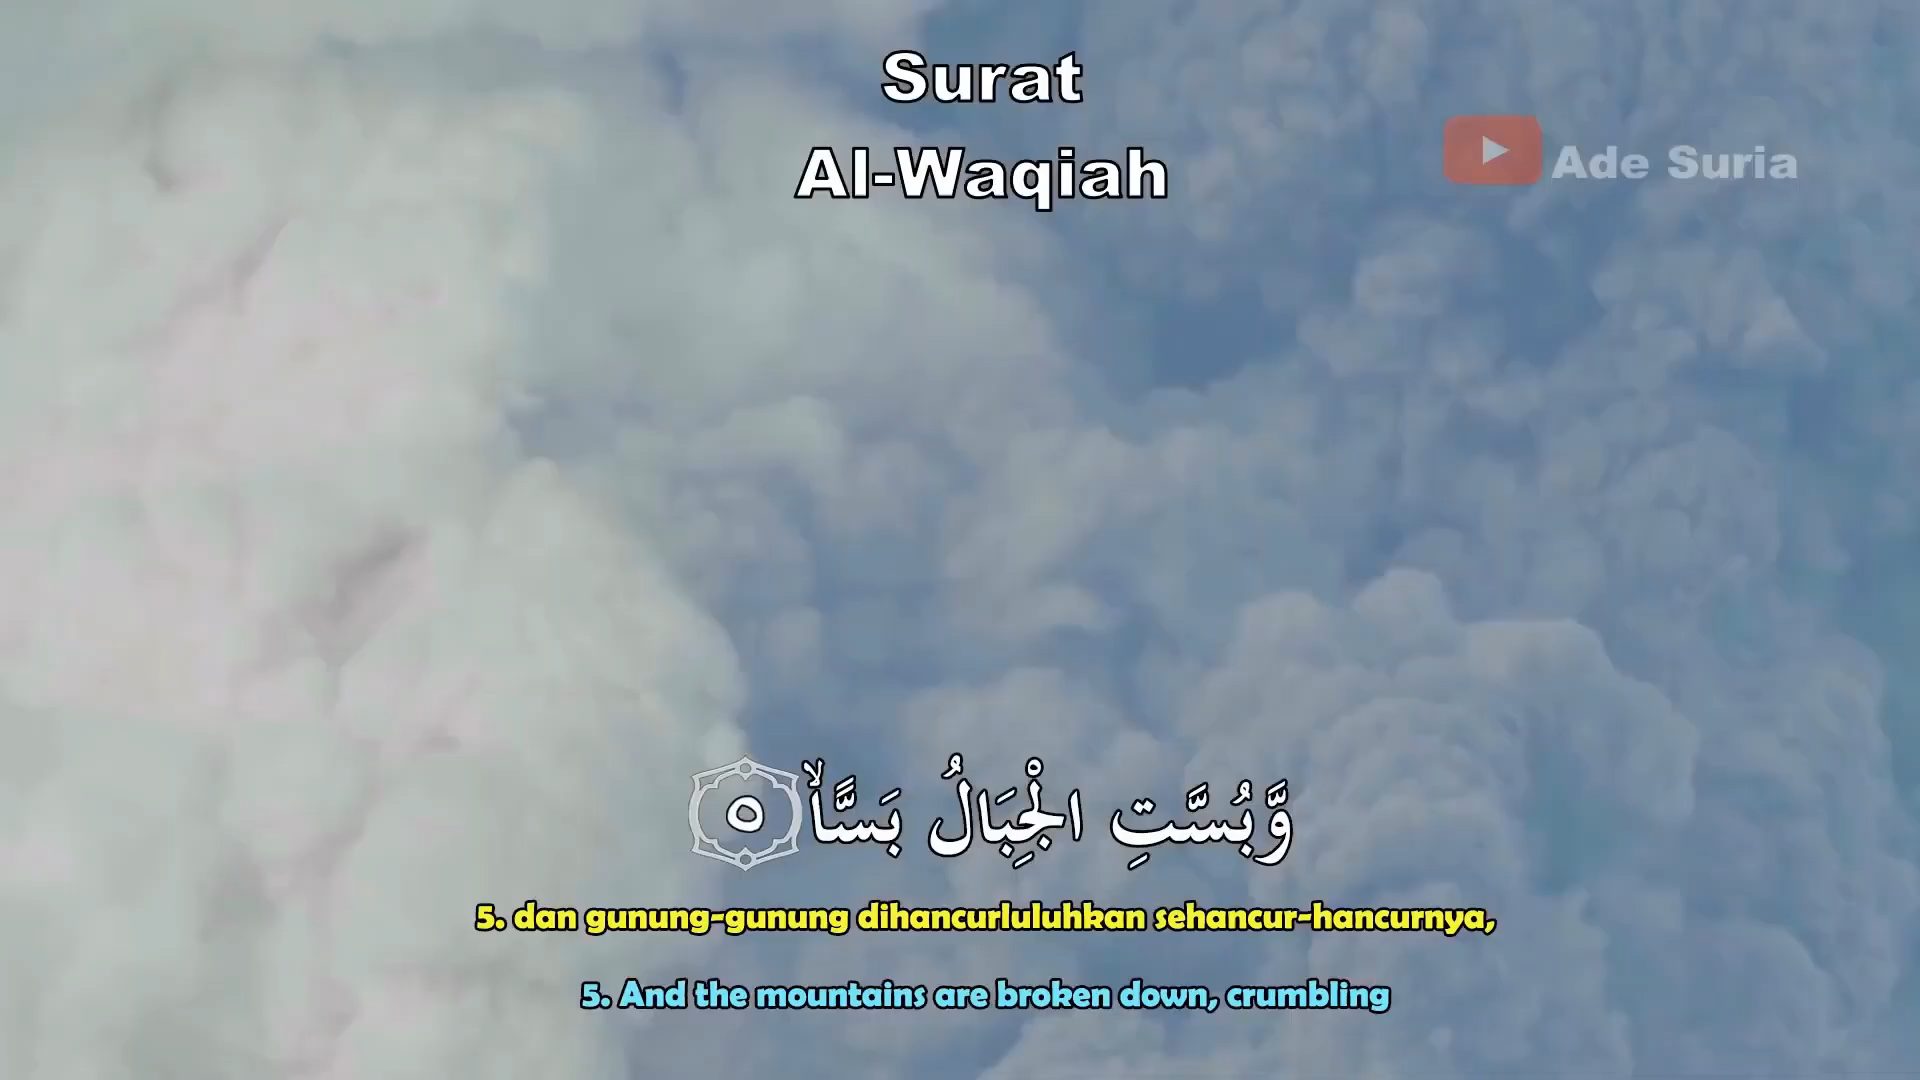 Surat
Al-Waqiah
Ade Suria
وَّبُسَّتِ الْجِبَالُ بَسًّاۙ ٥
5. dan gunung-gunung dihancurluluhkan sehancur-hancurnya,
5. And the mountains are broken down, crumbling